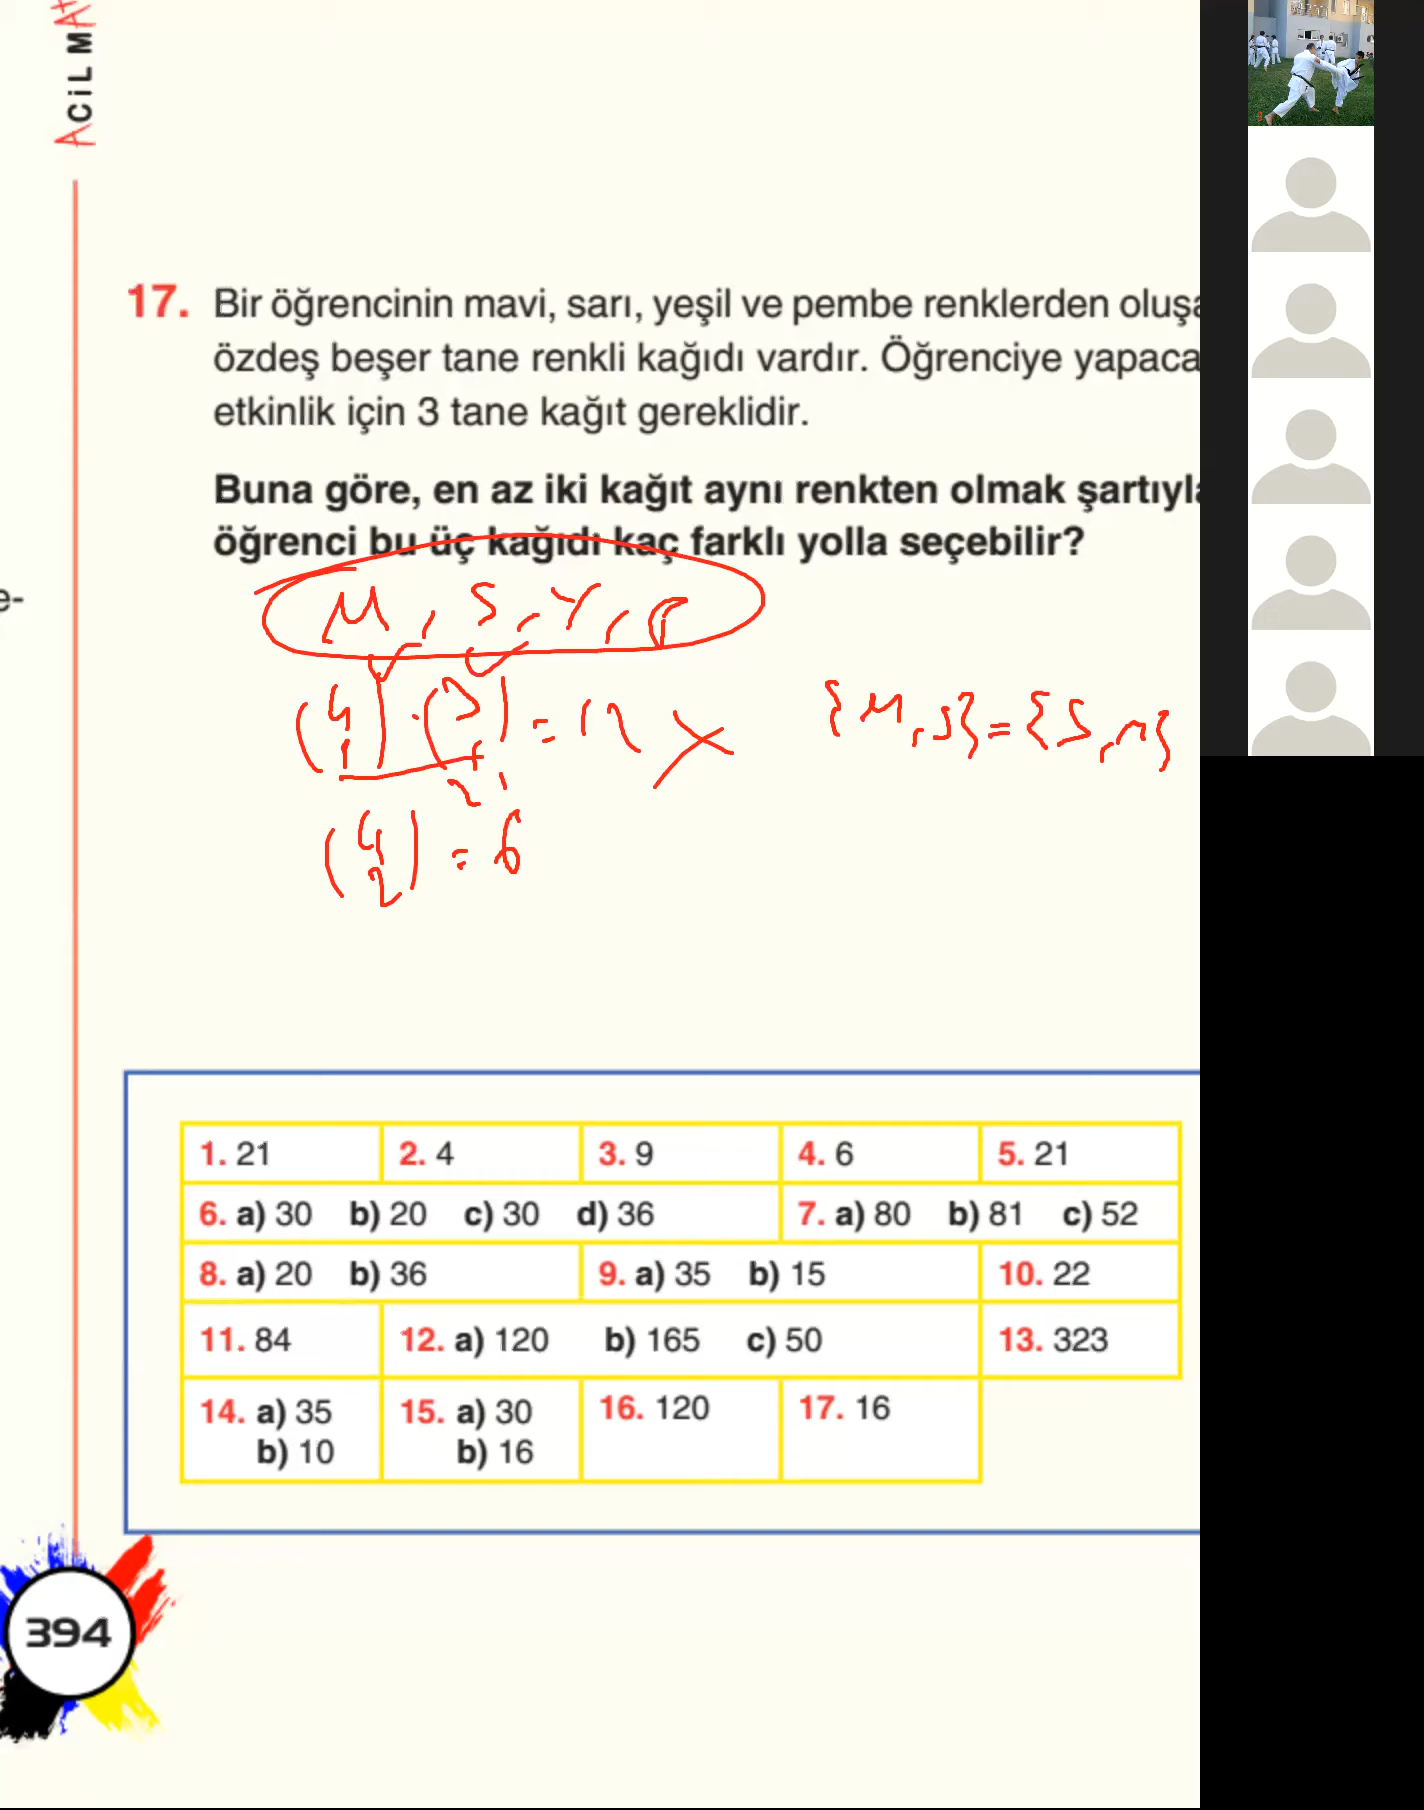 ACİL MAT
17. Bir öğrencinin mavi, sarı, yeşil ve pembe renklerden oluşa
özdeş beşer tane renkli kağıdı vardır. Öğrenciye yapaca
etkinlik için 3 tane kağıt gereklidir.
Buna göre, en az iki kağıt aynı renkten olmak şartıyla
öğrenci bu üç kağıdı kaç farklı yolla seçebilir?
e-
M, S, Y, P
(4 1) · (3 1) = 12 X
2!
{M, S} = {S, M}
(4 2) = 6
1. 21 2. 4 3. 9 4. 6 5. 21
6. a) 30 b) 20 c) 30 d) 36 7. a) 80 b) 81 c) 52
8. a) 20 b) 36 9. a) 35 b) 15 10. 22
11. 84 12. a) 120 b) 165 c) 50 13. 323
14. a) 35 15. a) 30 16. 120 17. 16
b) 10 b) 16
394